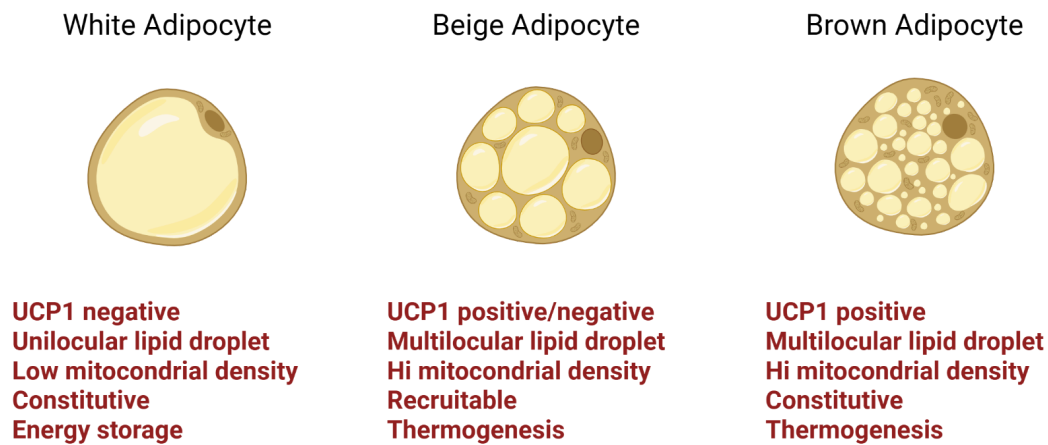 White Adipocyte
Beige Adipocyte
Brown Adipocyte
UCP1 negative
Unilocular lipid droplet
Low mitocondrial density
Constitutive
Energy storage
UCP1 positive/negative
Multilocular lipid droplet
Hi mitocondrial density
Recruitable
Thermogenesis
UCP1 positive
Multilocular lipid droplet
Hi mitocondrial density
Constitutive
Thermogenesis